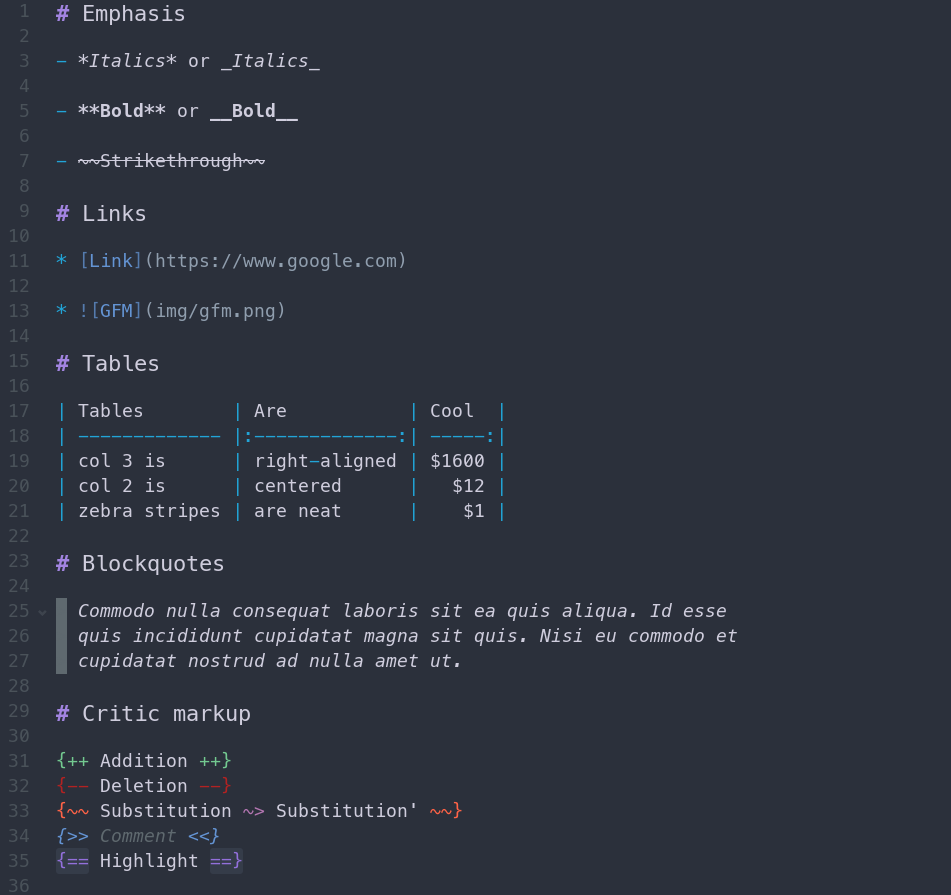 1 # Emphasis
2
3 - *Italics* or _Italics_
4
5 - **Bold** or __Bold__
6
7 - ~~Strikethrough~~
8
9 # Links
10
11 * [Link](https://www.google.com)
12
13 * ![GFM](img/gfm.png)
14
15 # Tables
16
17 | Tables        | Are           | Cool  |
18 | ------------- |:-------------:| -----:|
19 | col 3 is      | right-aligned | $1600 |
20 | col 2 is      | centered      |   $12 |
21 | zebra stripes | are neat      |    $1 |
22
23 # Blockquotes
24
25 Commodo nulla consequat laboris sit ea quis aliqua. Id esse
26 quis incididunt cupidatat magna sit quis. Nisi eu commodo et
27 cupidatat nostrud ad nulla amet ut.
28
29 # Critic markup
30
31 {++ Addition ++}
32 {-- Deletion --}
33 {~~ Substitution ~> Substitution' ~~}
34 {>> Comment <<}
35 {== Highlight ==}
36